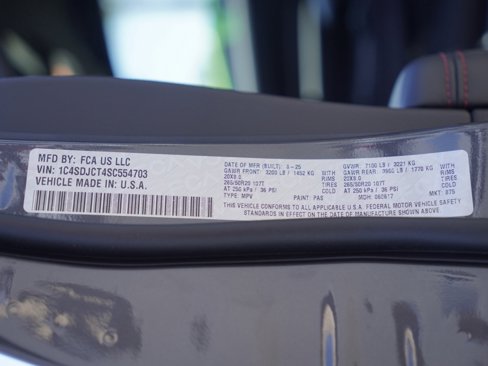 MFD BY: FCA US LLC
VIN: 1C4SDJCT4SC554703
VEHICLE MADE IN: U.S.A.
DATE OF MFR (BUILT): 3-25 GVWR: 7100 LB / 3221 KG
GAWR FRONT 3200 LB / 1452 KG WITH GAWR REAR: 3900 LB / 1770 KG WITH
20X9.0 RIMS 20X9.0 RIMS
265/50R20 107T TIRES 265/50R20 107T TIRES
AT 250 kPa / 36 PSI COLD AT 250 kPa / 36 PSI COLD
TYPE: MPV PAINT: PAS MDH: 060617 MKT: 075
THIS VEHICLE CONFORMS TO ALL APPLICABLE U.S.A. FEDERAL MOTOR VEHICLE SAFETY
STANDARDS IN EFFECT ON THE DATE OF MANUFACTURE SHOWN ABOVE